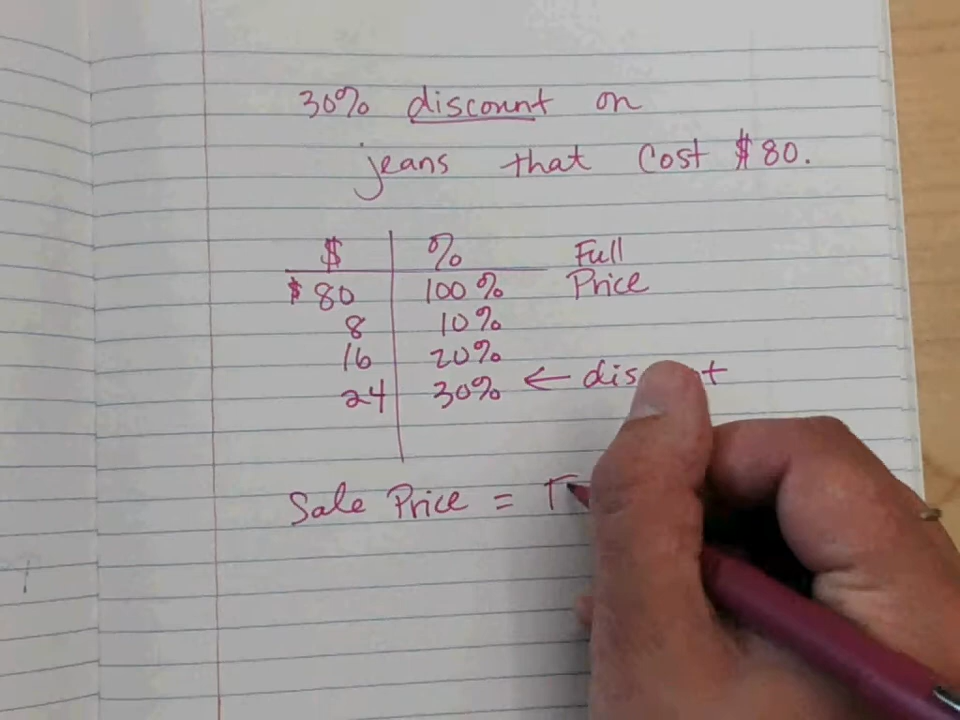 30% discount on
jeans that cost $80.
$ % Full
$80 100% Price
8 10%
16 20%
24 30% ←
Sale Price =